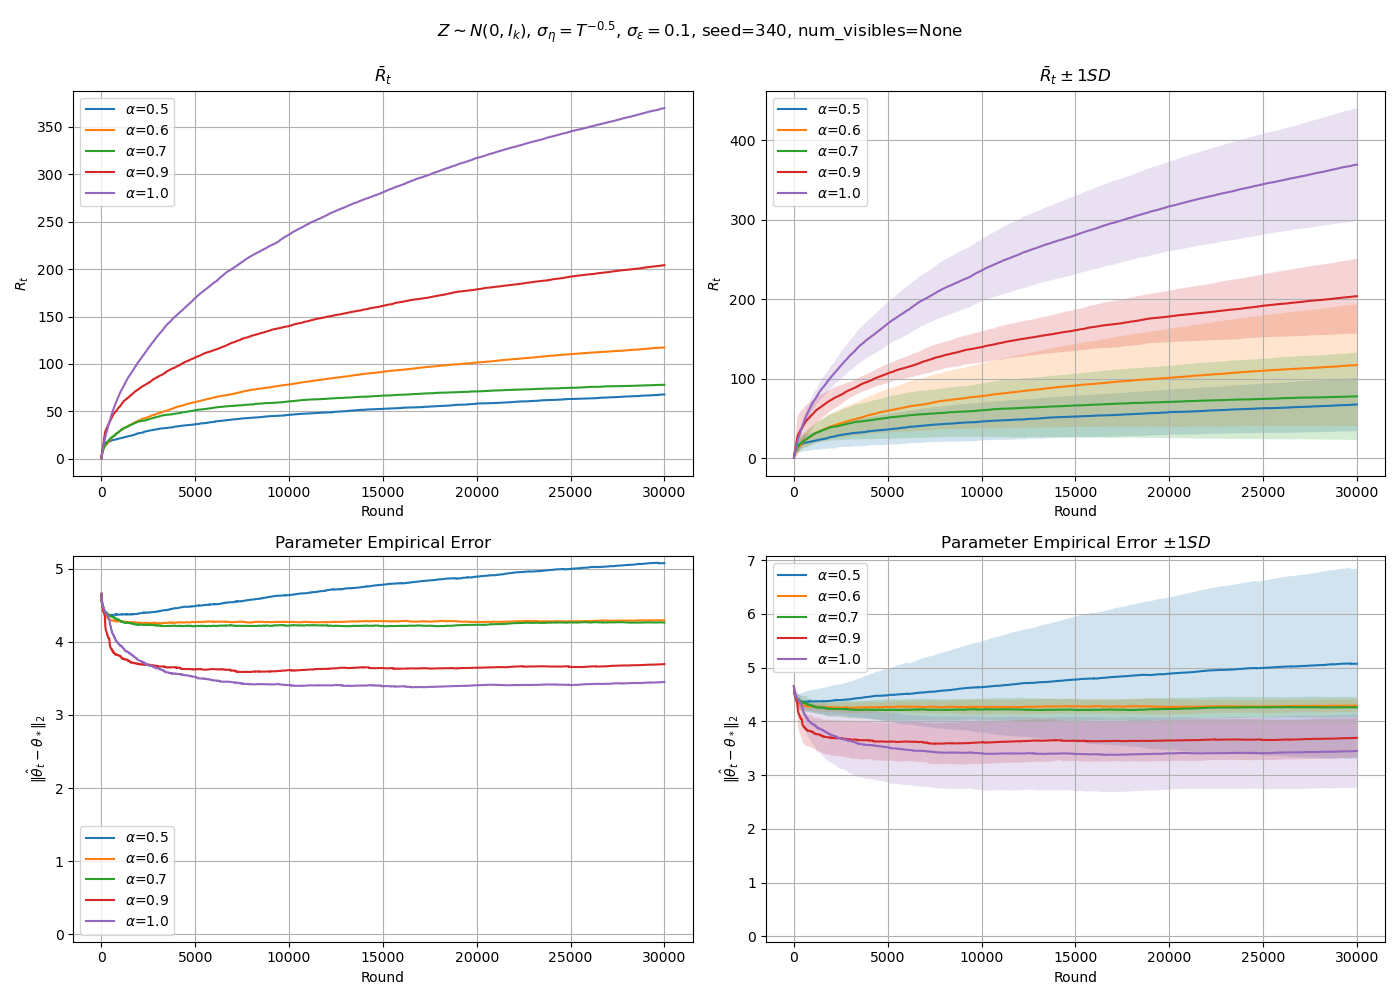 Z ~ N(0, I_k), σ_η = T^{-0.5}, σ_ε = 0.1, seed=340, num_visibles=None
R̄_t
R_t
350
300
250
200
150
100
50
0
α=0.5
α=0.6
α=0.7
α=0.9
α=1.0
0 5000 10000 15000 20000 25000 30000
Round
R̄_t ± 1SD
R_t
400
300
200
100
0
α=0.5
α=0.6
α=0.7
α=0.9
α=1.0
0 5000 10000 15000 20000 25000 30000
Round
Parameter Empirical Error
‖θ̂_t − θ_*‖_2
5
4
3
2
1
0
α=0.5
α=0.6
α=0.7
α=0.9
α=1.0
0 5000 10000 15000 20000 25000 30000
Round
Parameter Empirical Error ±1SD
‖θ̂_t − θ_*‖_2
7
6
5
4
3
2
1
0
α=0.5
α=0.6
α=0.7
α=0.9
α=1.0
0 5000 10000 15000 20000 25000 30000
Round